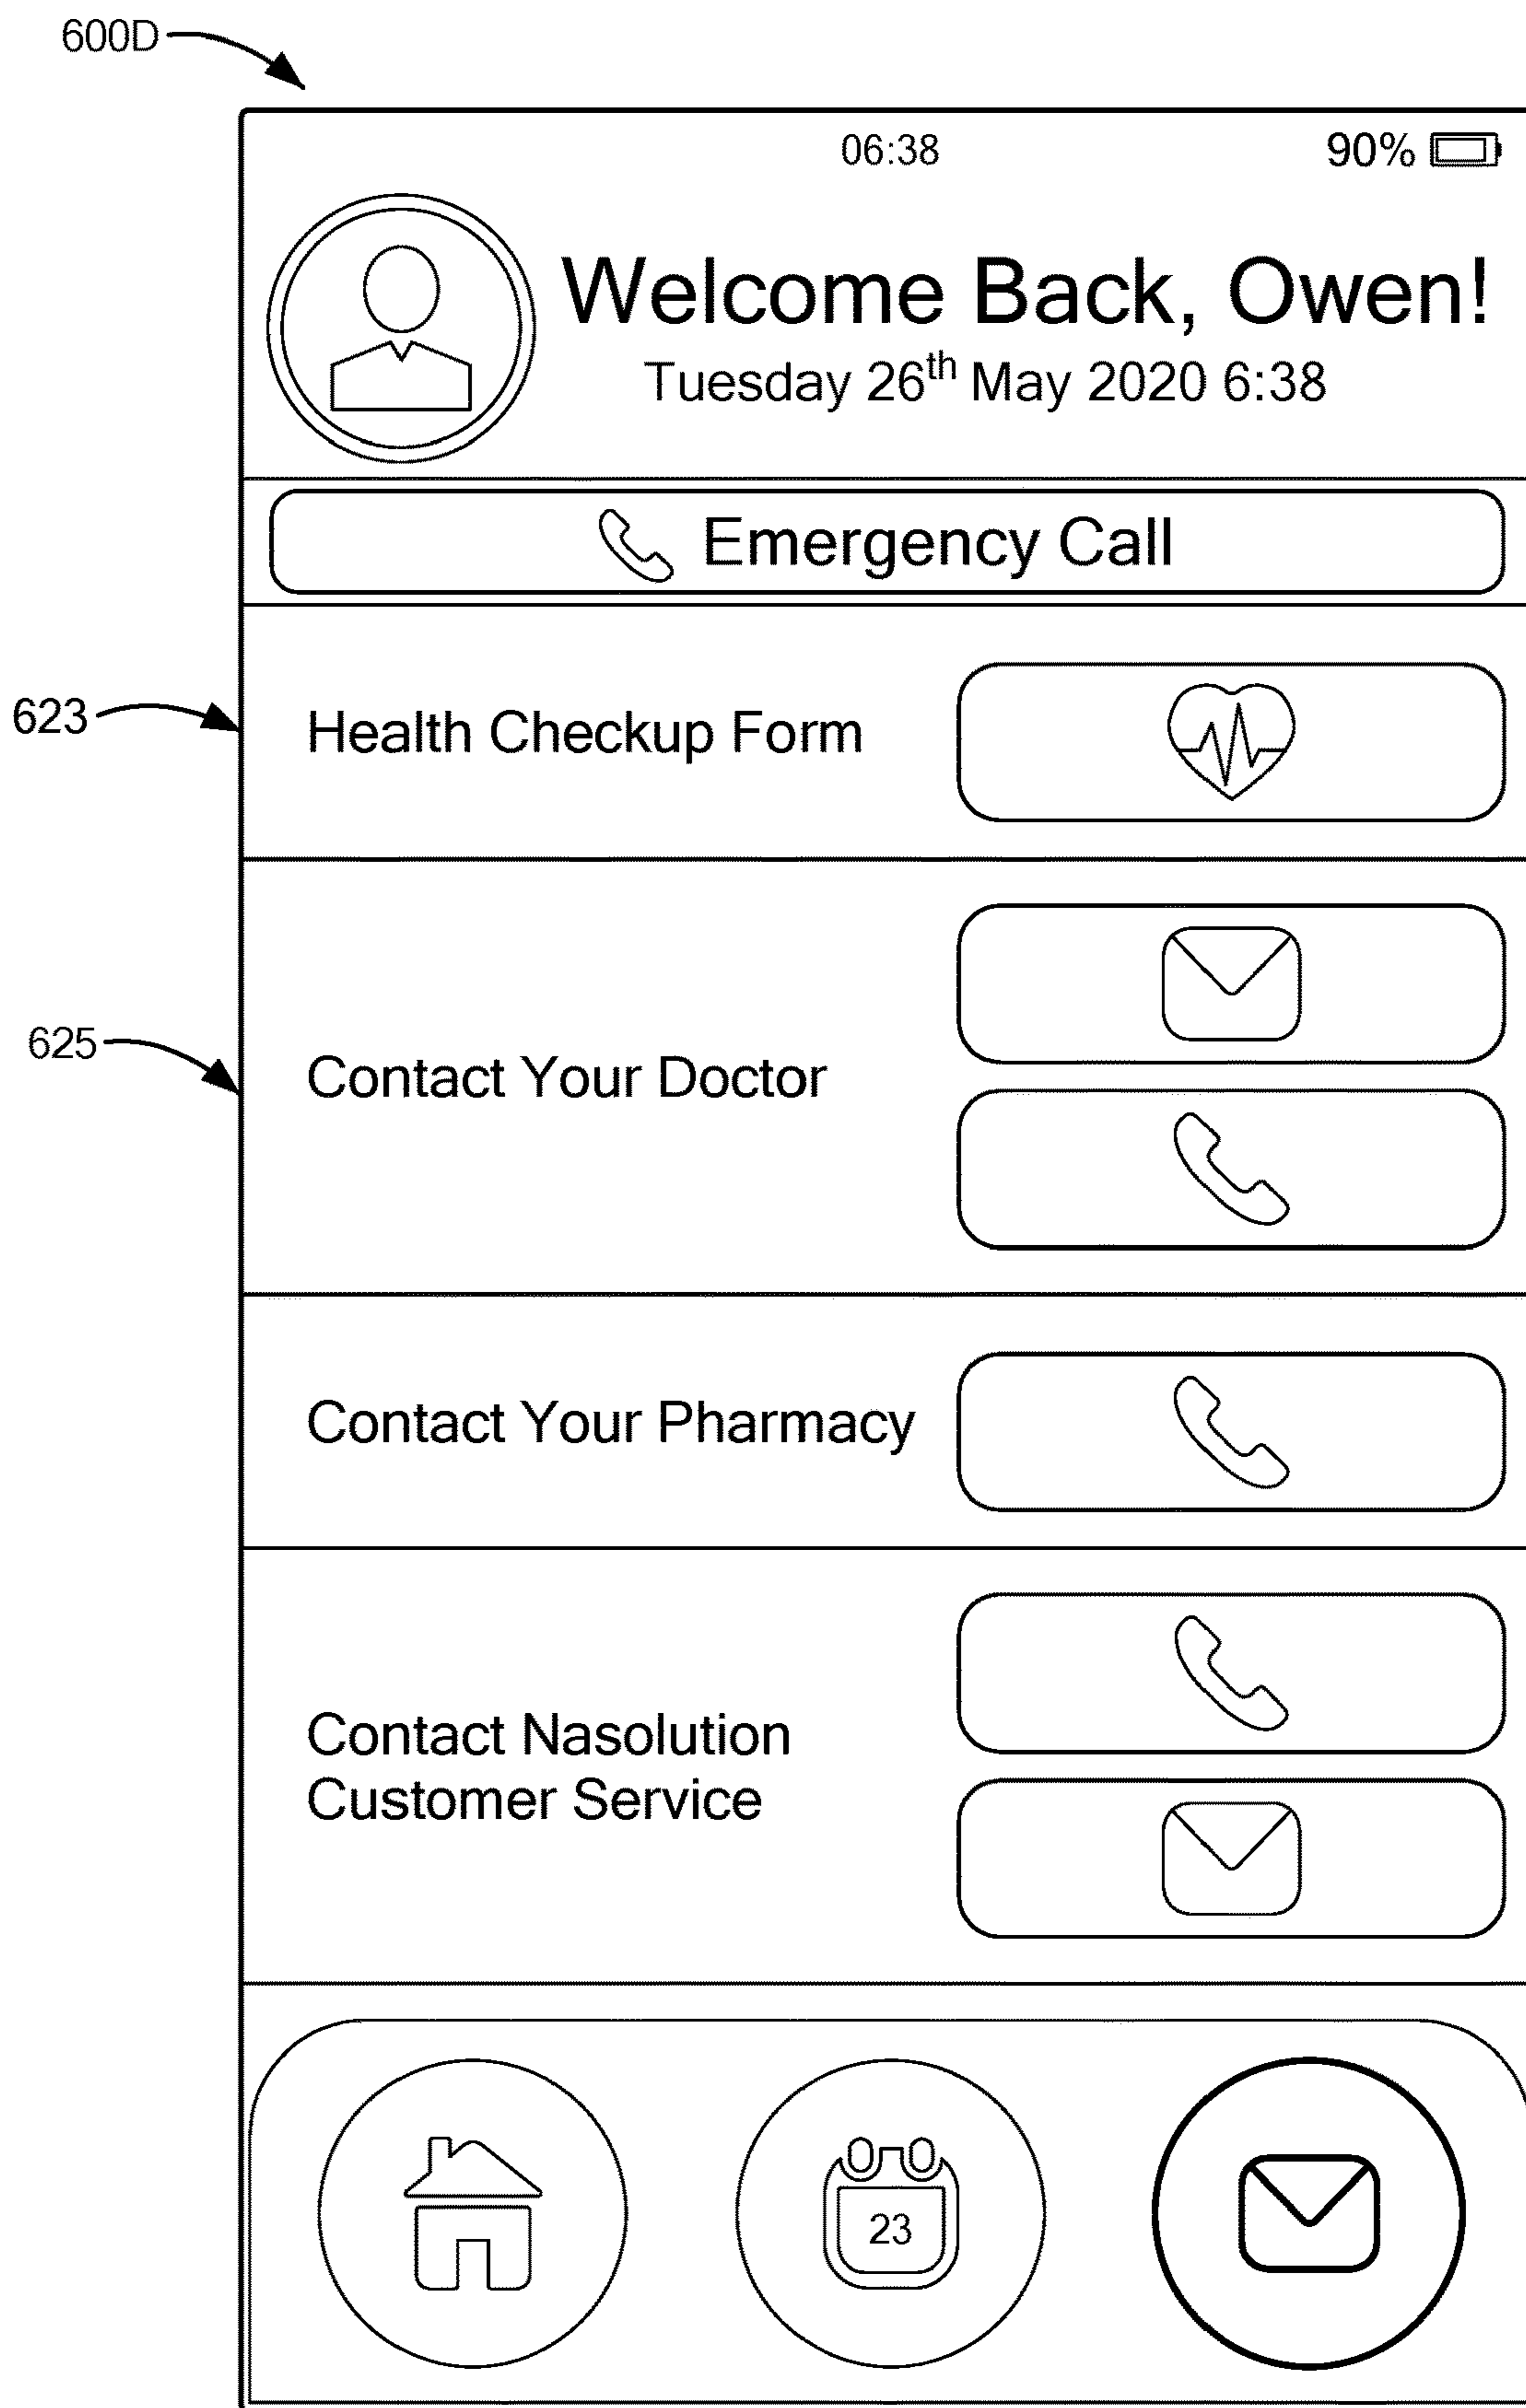 600D
06:38 90%
Welcome Back, Owen!
Tuesday 26th May 2020 6:38
Emergency Call
623
Health Checkup Form
625
Contact Your Doctor
Contact Your Pharmacy
Contact Nasolution
Customer Service
23